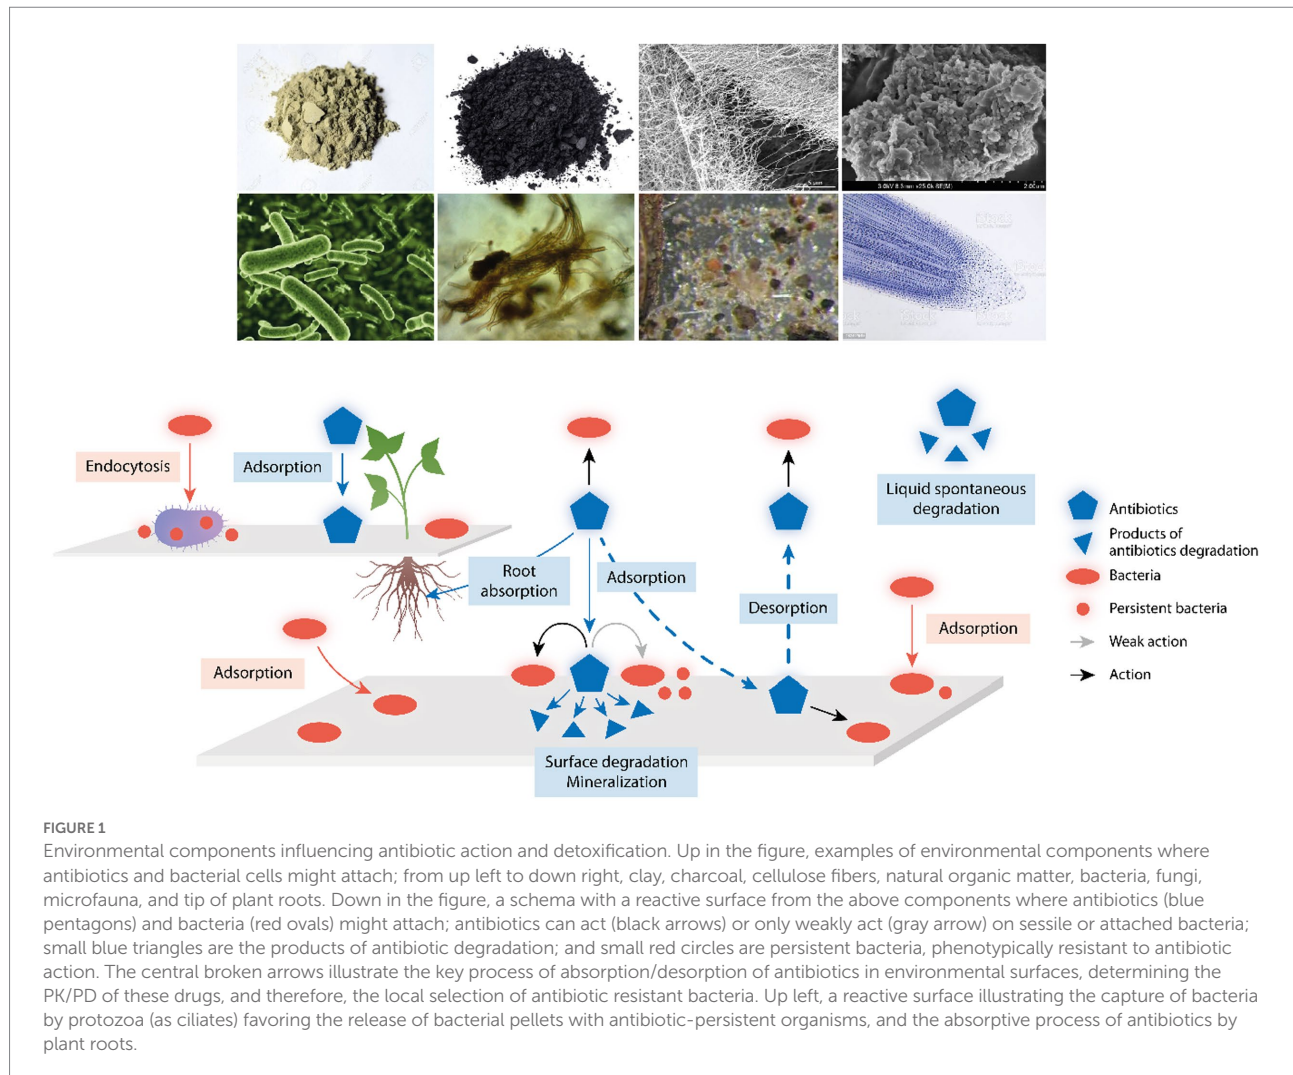 3.0kV 8.5mm ×25.0k SE(M)
2.00um
Endocytosis
Adsorption
Root
absorption
Adsorption
Desorption
Liquid spontaneous
degradation
Adsorption
Adsorption
Surface degradation
Mineralization
Antibiotics
Products of
antibiotics degradation
Bacteria
Persistent bacteria
Weak action
Action
FIGURE 1
Environmental components influencing antibiotic action and detoxification. Up in the figure, examples of environmental components where
antibiotics and bacterial cells might attach; from up left to down right, clay, charcoal, cellulose fibers, natural organic matter, bacteria, fungi,
microfauna, and tip of plant roots. Down in the figure, a schema with a reactive surface from the above components where antibiotics (blue
pentagons) and bacteria (red ovals) might attach; antibiotics can act (black arrows) or only weakly act (gray arrow) on sessile or attached bacteria;
small blue triangles are the products of antibiotic degradation; and small red circles are persistent bacteria, phenotypically resistant to antibiotic
action. The central broken arrows illustrate the key process of absorption/desorption of antibiotics in environmental surfaces, determining the
PK/PD of these drugs, and therefore, the local selection of antibiotic resistant bacteria. Up left, a reactive surface illustrating the capture of bacteria
by protozoa (as ciliates) favoring the release of bacterial pellets with antibiotic-persistent organisms, and the absorptive process of antibiotics by
plant roots.